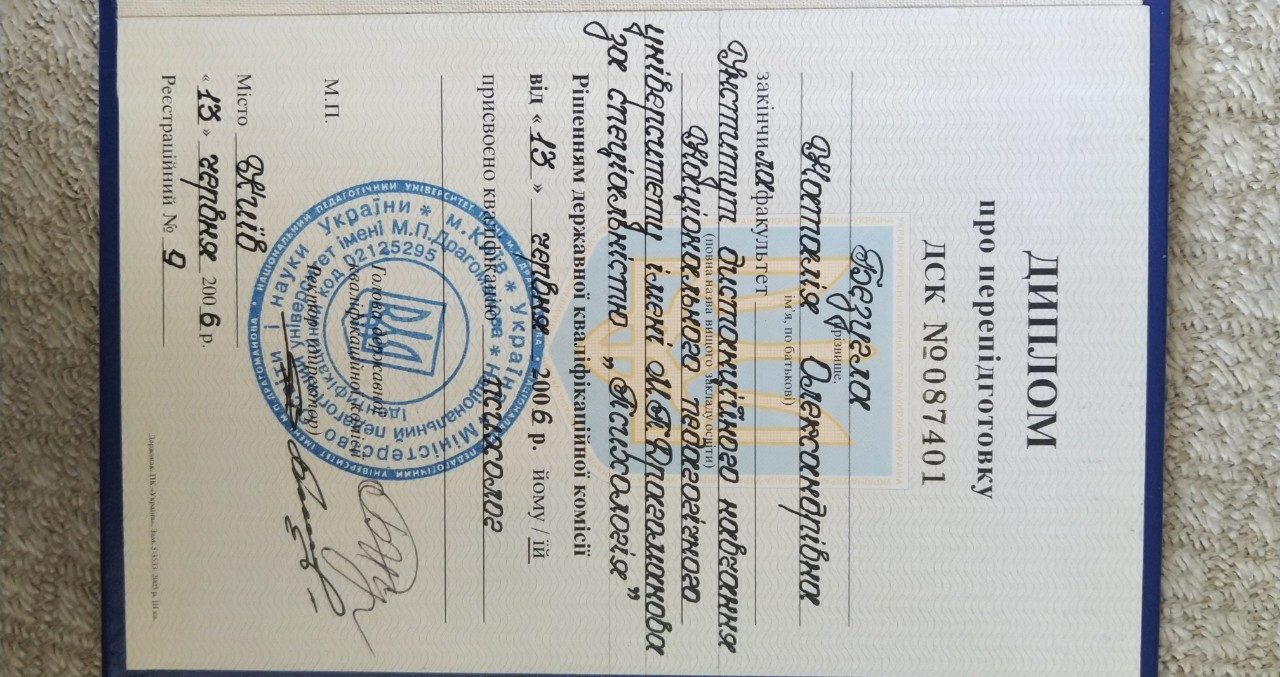 ДИПЛОМ
про перепідготовку
ДСК №087401
Безугла
(прізвище,
Наталія Олександрівна
ім'я, по батькові)
закінчила факультет
Інститут дистанційного навчання
(повна назва вищого закладу освіти)
Національного педагогічного
університету імені М.П.Драгоманова
за спеціальністю „Психологія”
Рішенням державної кваліфікаційної комісії
від « 13 » червня 2006 р. йому / їй
присвоєно кваліфікацію психолог
Голова державної
кваліфікаційної комісії
М.П.
Ректор (директор)
Місто Київ
« 13 » червня 2006 р.
Реєстраційний № 9
України * м. Київ * Україна
Міністерство і науки
Національний педагогічний університет імені М.П.Драгоманова
код 02125295